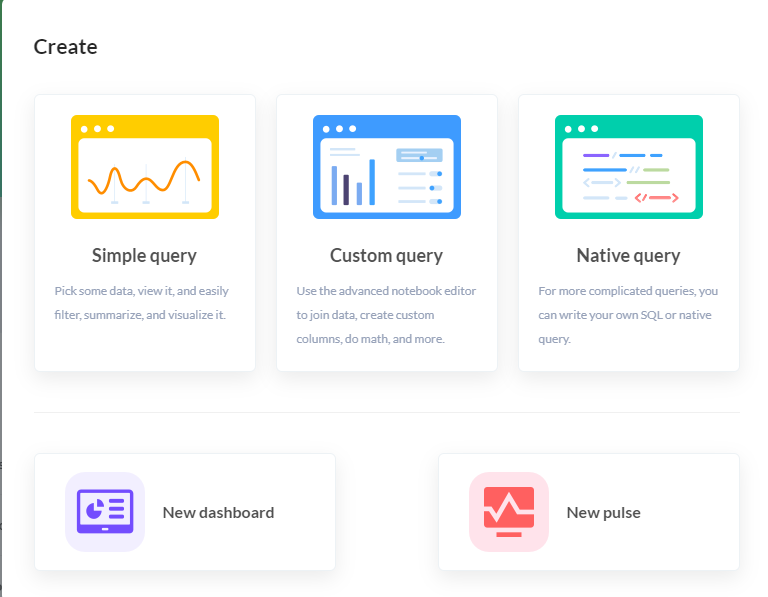 Create
Simple query
Pick some data, view it, and easily
filter, summarize, and visualize it.
Custom query
Use the advanced notebook editor
to join data, create custom
columns, do math, and more.
Native query
For more complicated queries, you
can write your own SQL or native
query.
New dashboard
New pulse